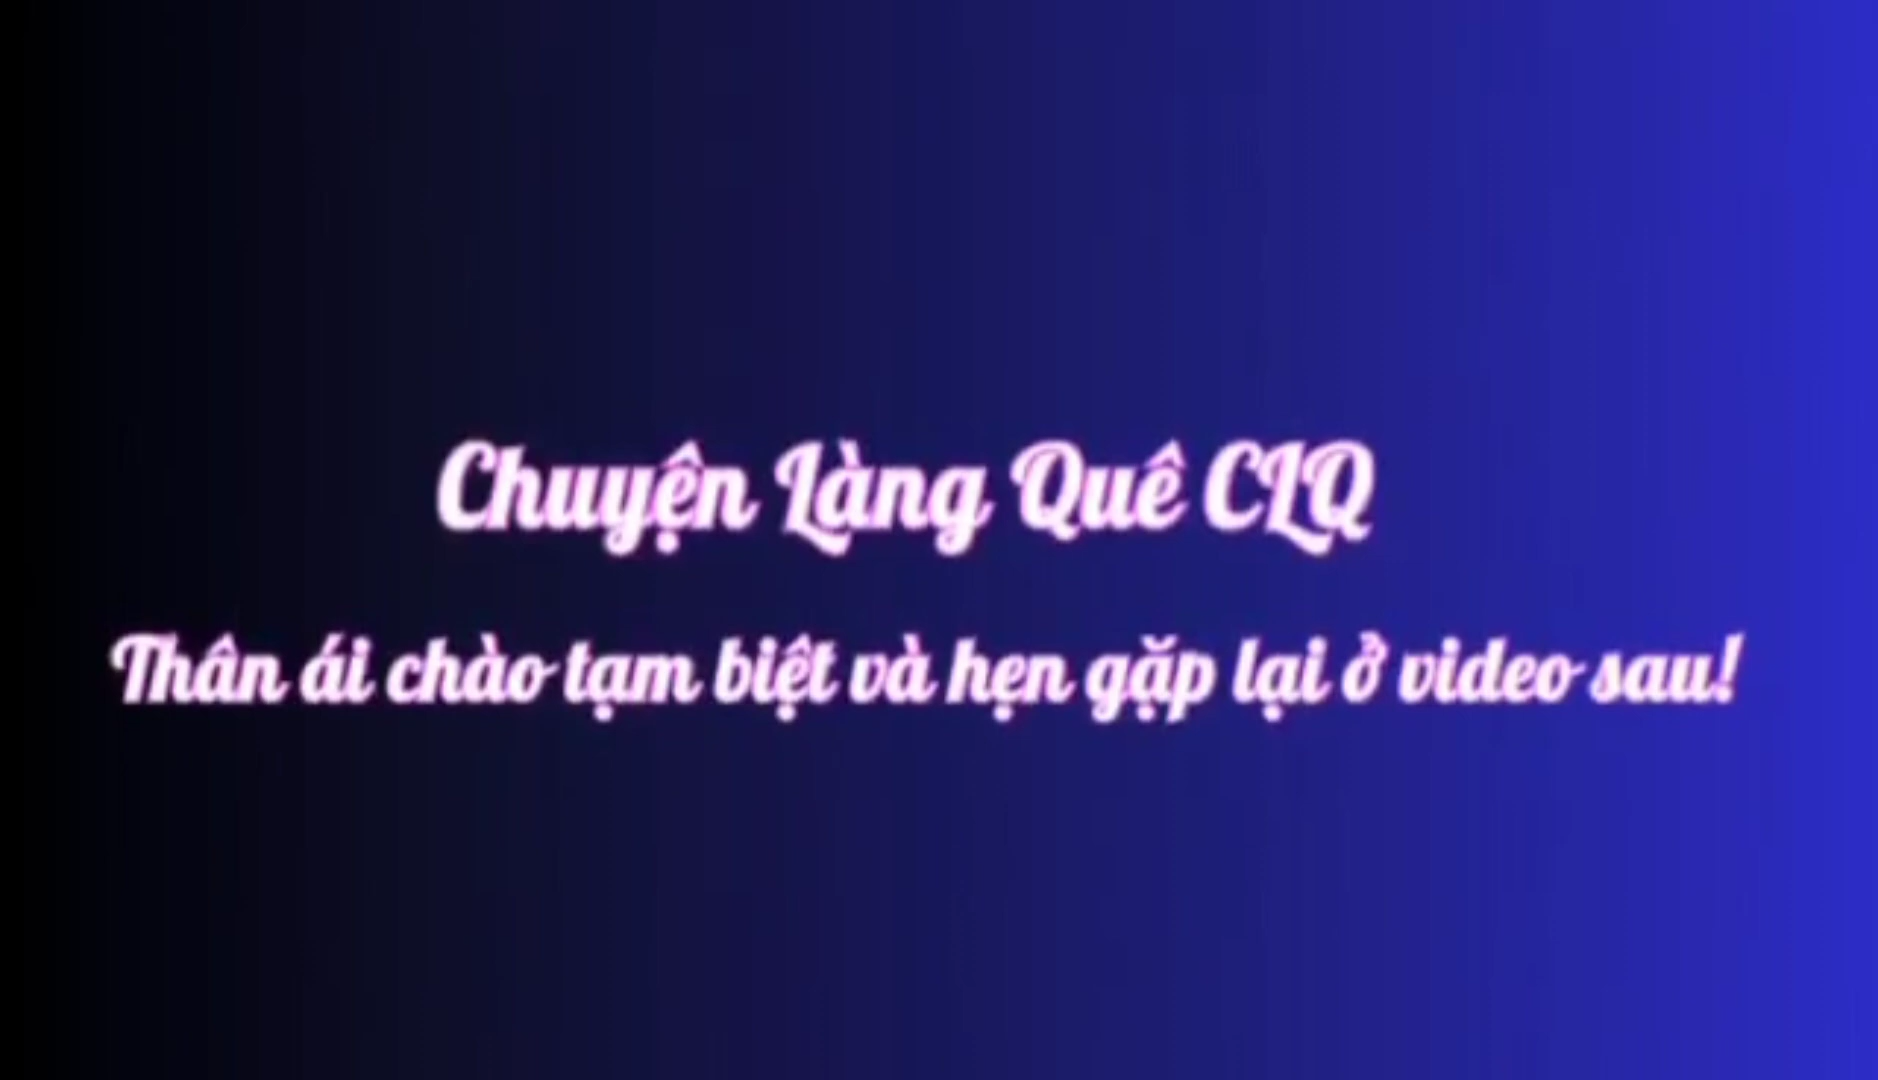 Chuyện Làng Quê CLQ
Thân ái chào tạm biệt và hẹn gặp lại ở video sau!